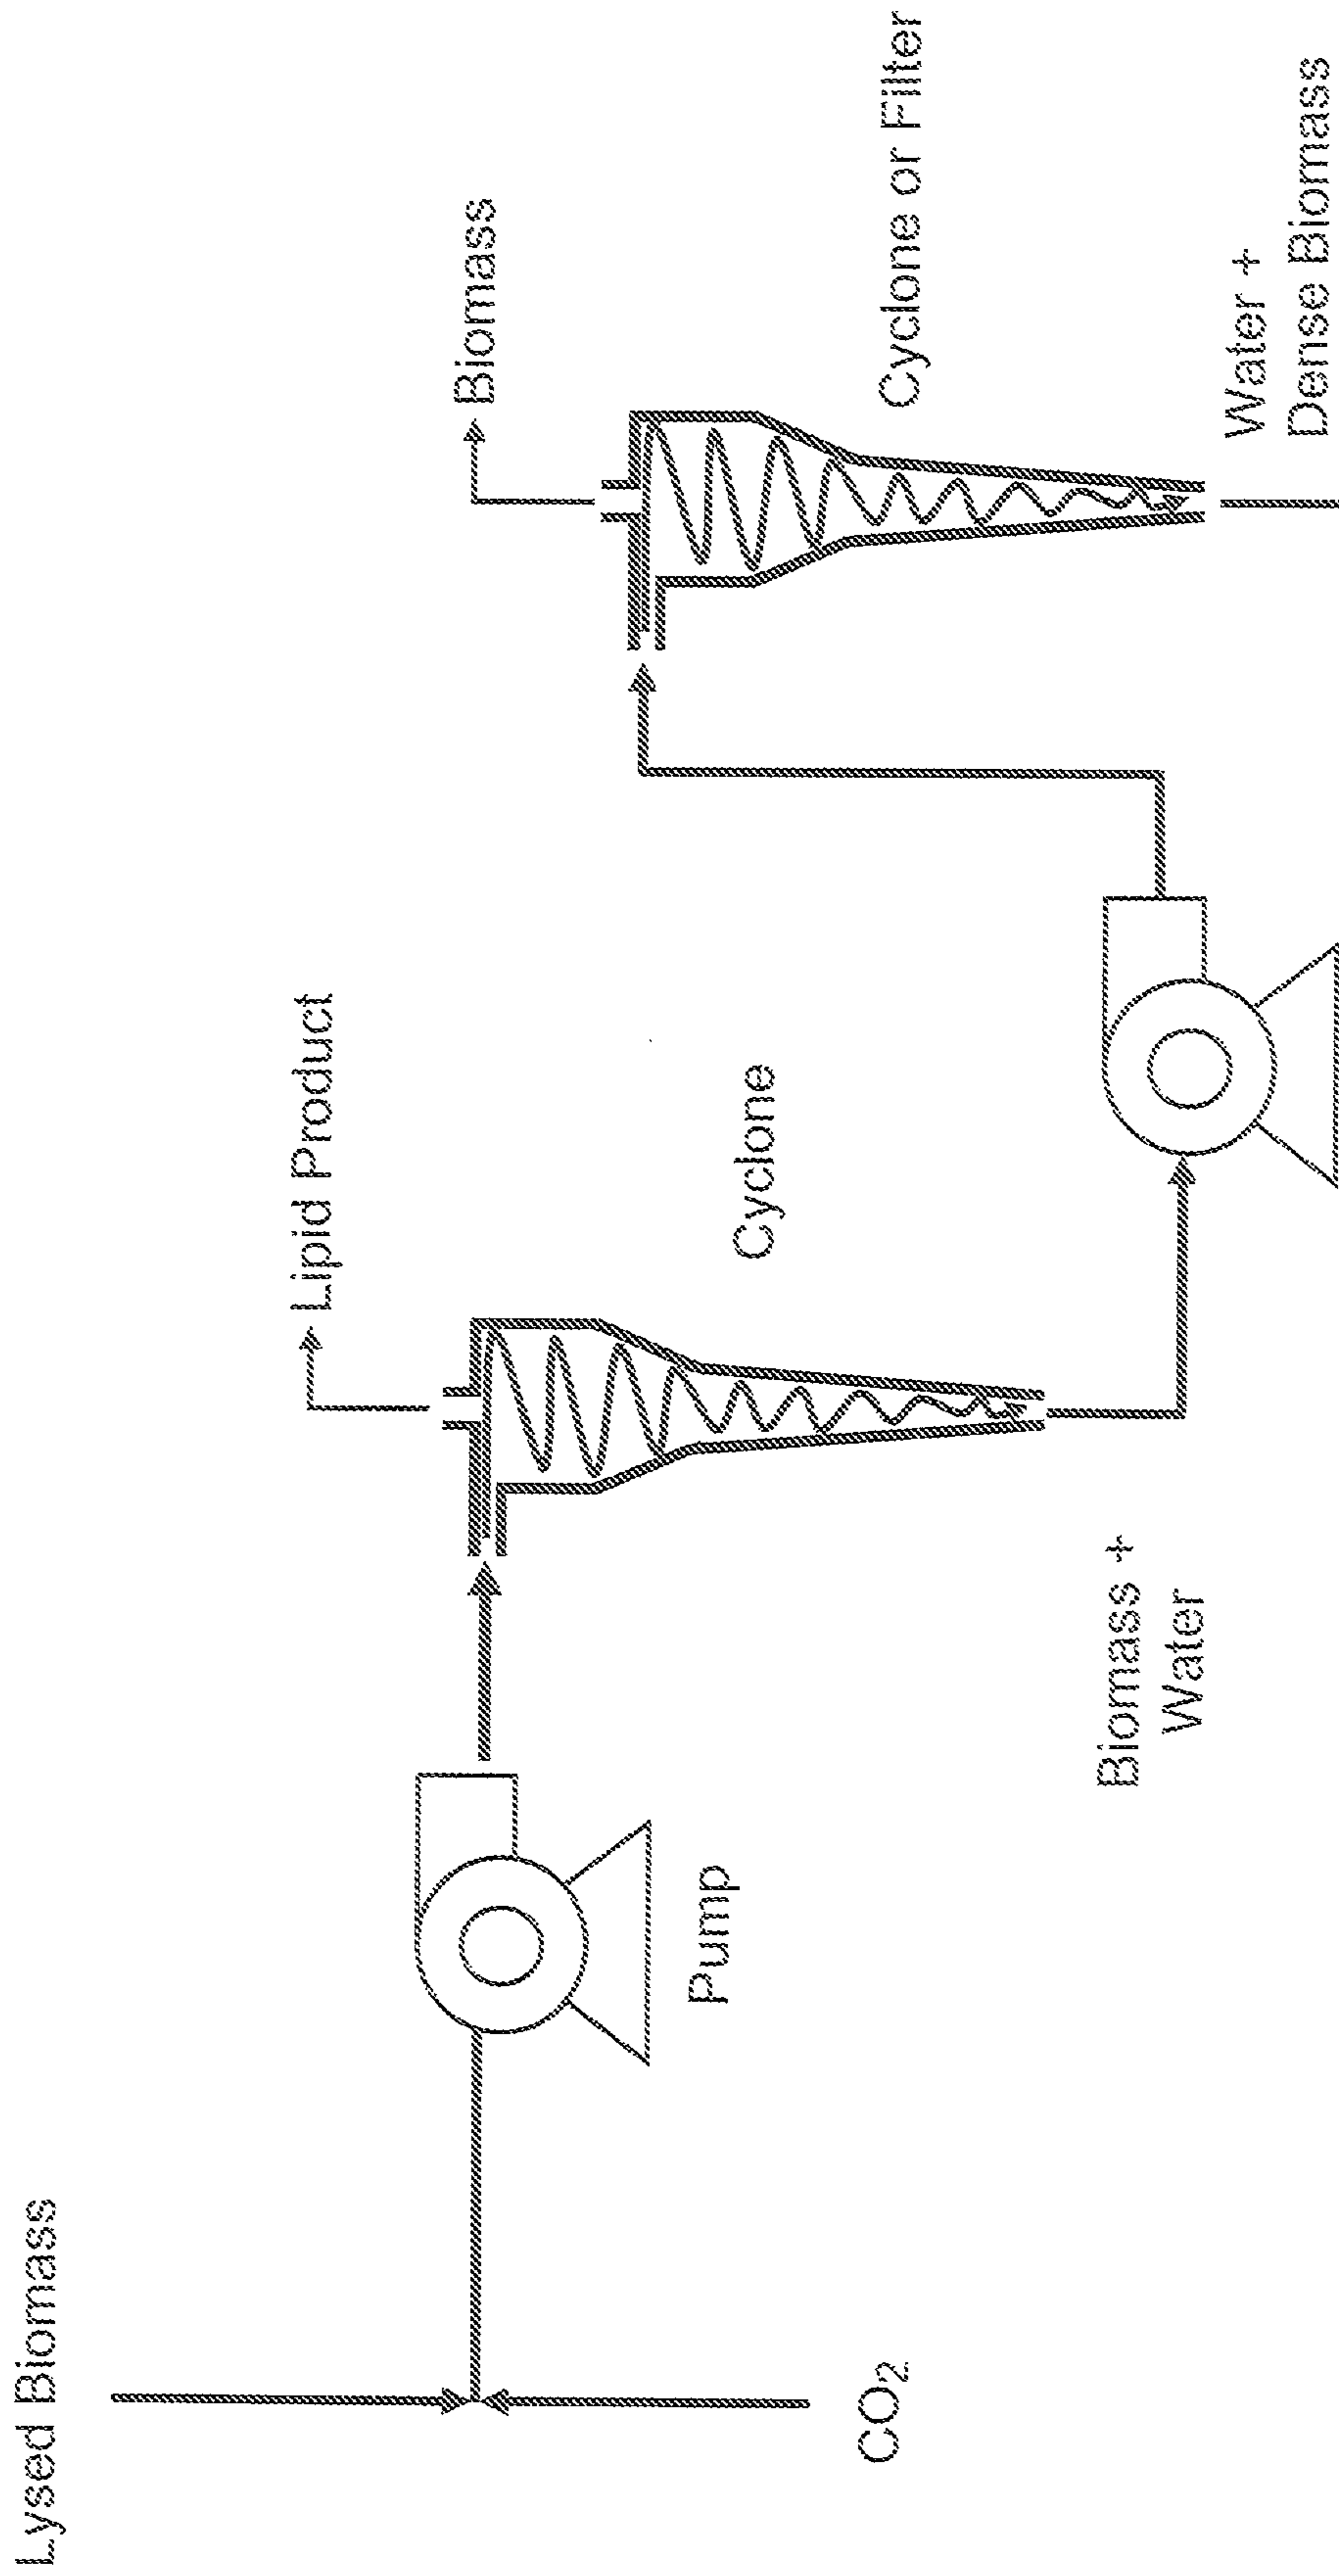 Lysed Biomass
CO₂
Pump
Lipid Product
Cyclone
Biomass +
Water
Biomass
Cyclone or Filter
Water +
Dense Biomass